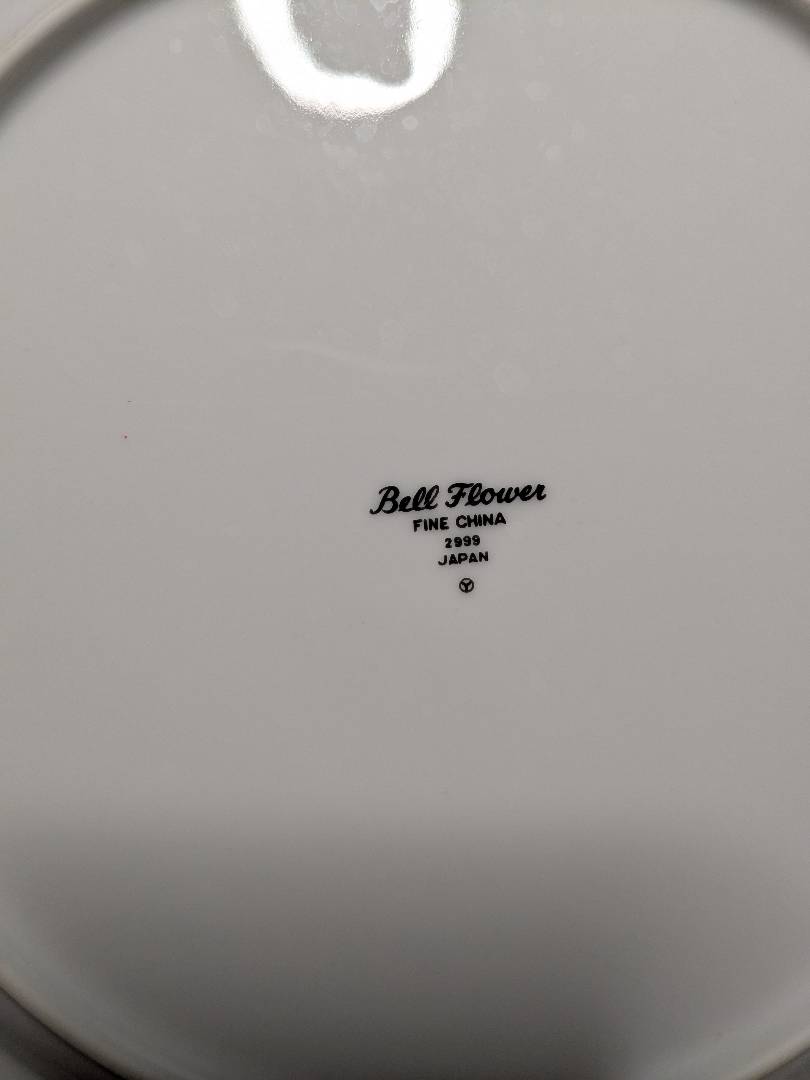 Bell Flower
FINE CHINA
2999
JAPAN
Y